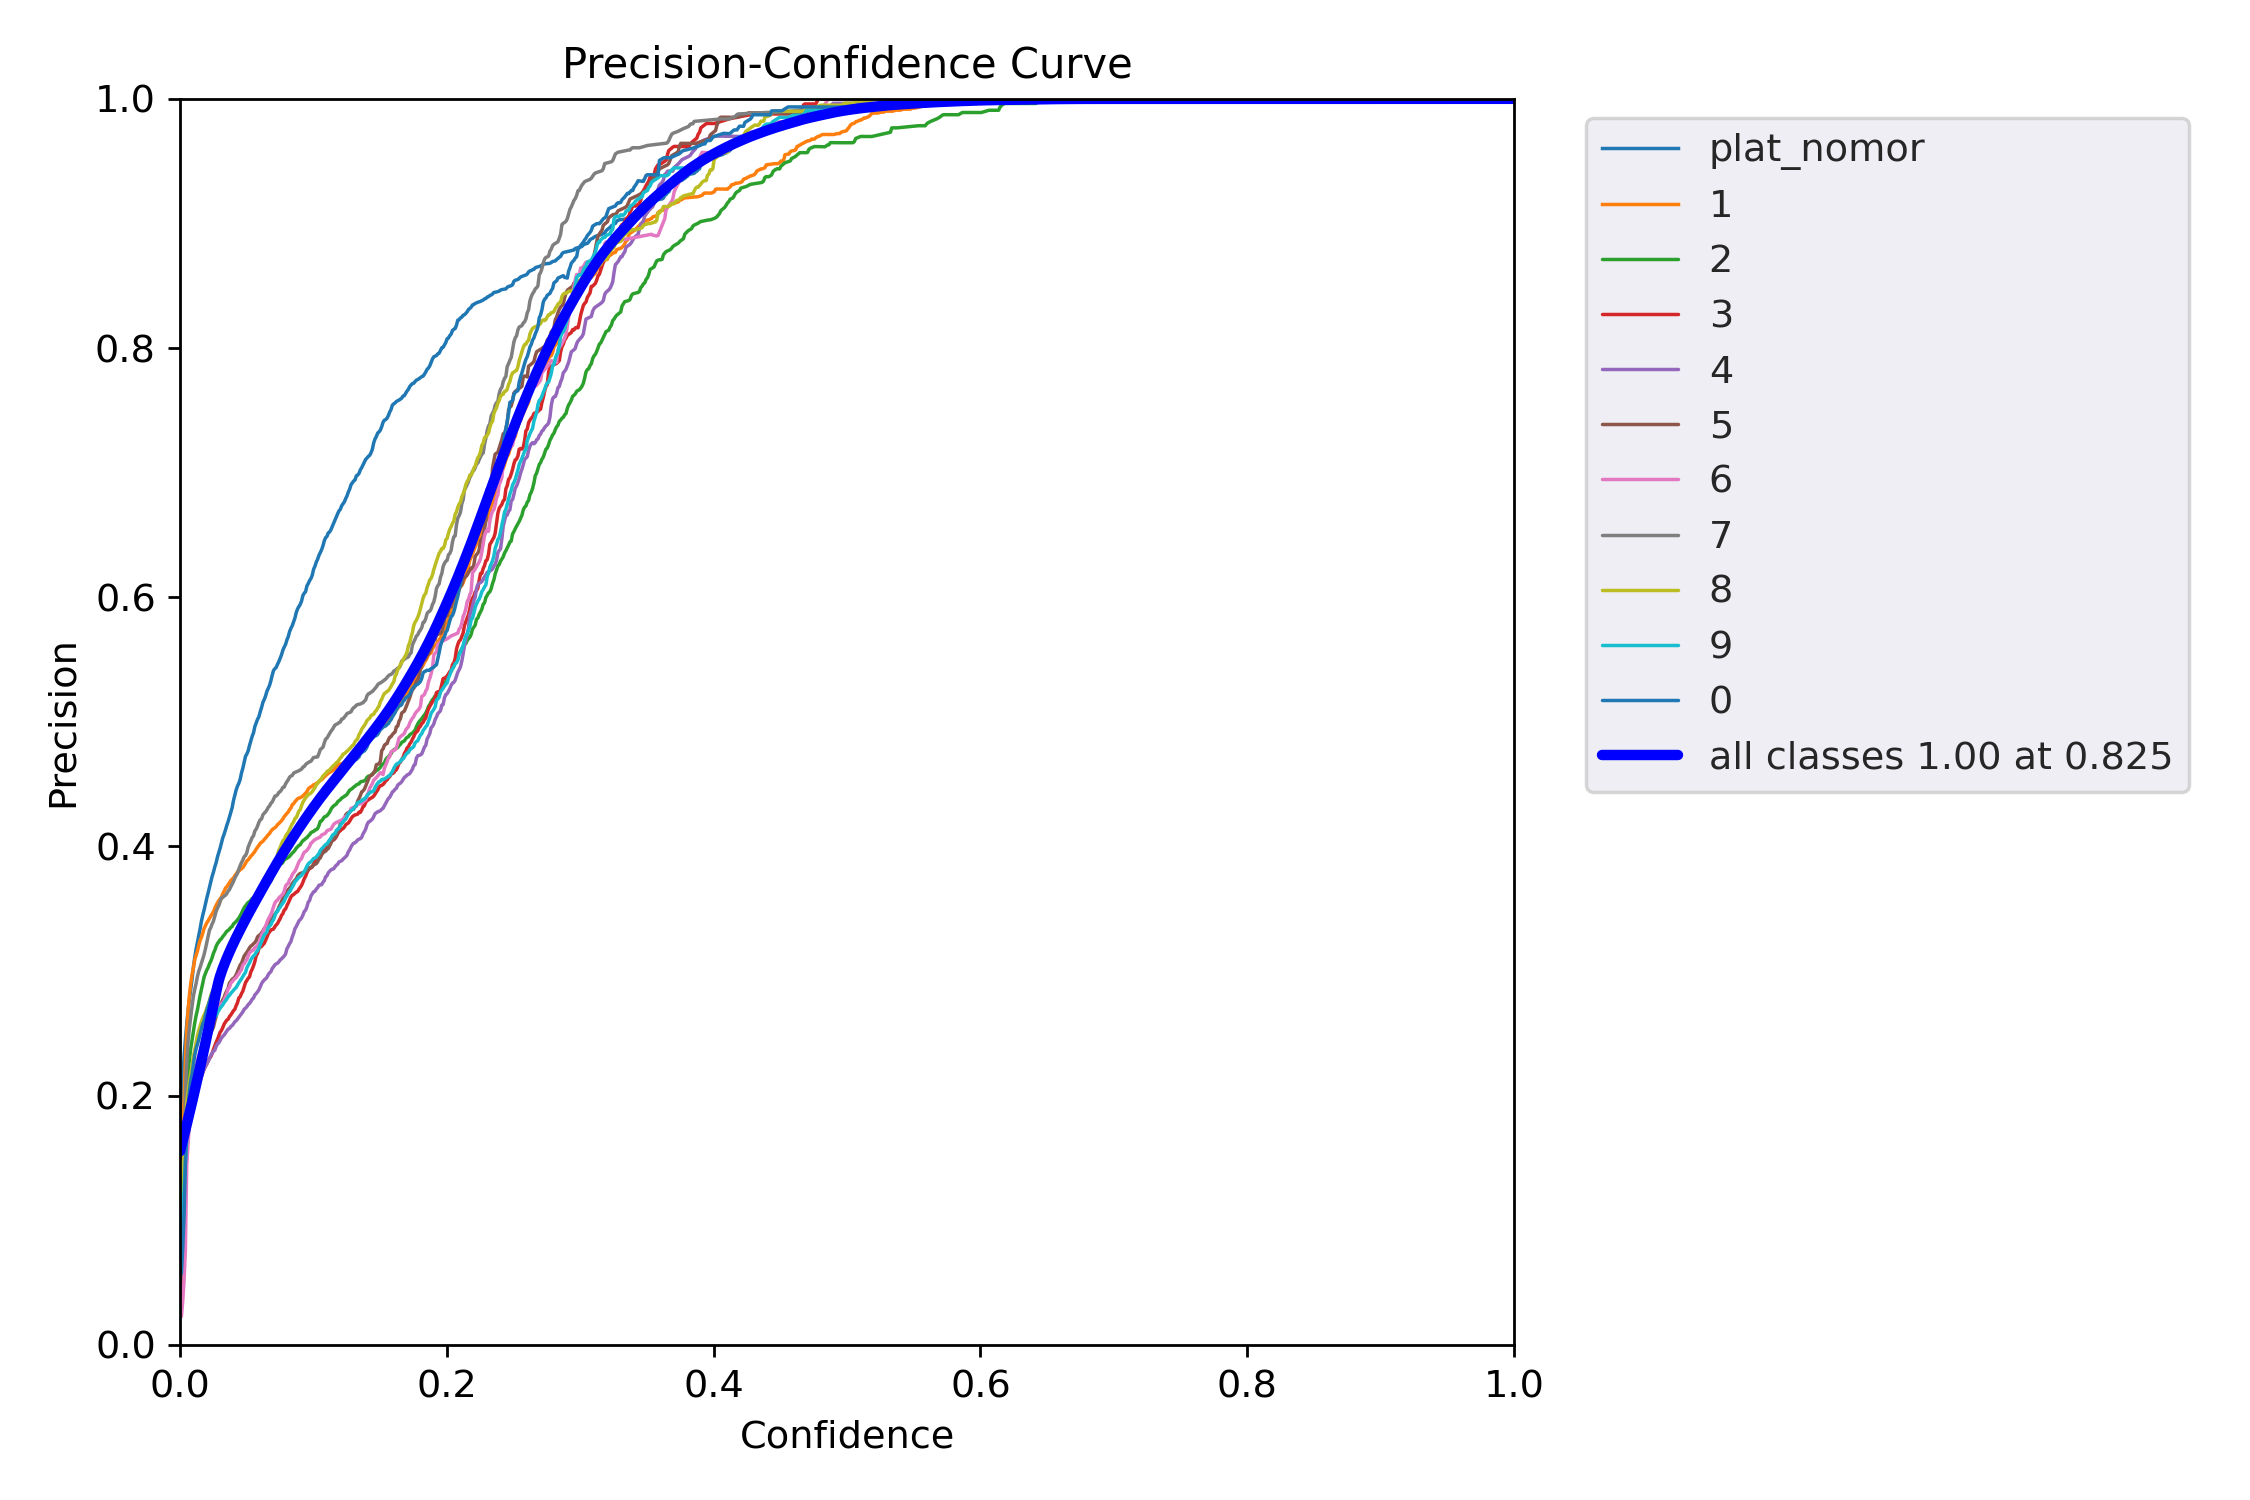 Precision-Confidence Curve
1.0
0.8
0.6
0.4
0.2
0.0
Precision
0.0 0.2 0.4 0.6 0.8 1.0
Confidence
plat_nomor
1
2
3
4
5
6
7
8
9
0
all classes 1.00 at 0.825